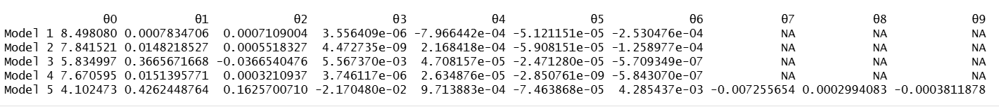 θ0 θ1 θ2 θ3 θ4 θ5 θ6 θ7 θ8 θ9
Model 1 8.498080 0.0007834706 0.0007109004 3.556409e-06 -7.966442e-04 -5.121151e-05 -2.530476e-04 NA NA NA
Model 2 7.841521 0.0148218527 0.0005518327 4.472735e-09 2.168418e-04 -5.908151e-05 -1.258977e-04 NA NA NA
Model 3 5.834997 0.3665671668 -0.0366540476 5.567370e-03 4.708157e-05 -2.471280e-05 -5.709349e-07 NA NA NA
Model 4 7.670595 0.0151395771 0.0003210937 3.746117e-06 2.634876e-05 -2.850761e-09 -5.843070e-07 NA NA NA
Model 5 4.102473 0.4262448764 0.1625700710 -2.170480e-02 9.713883e-04 -7.463868e-05 4.285437e-03 -0.007255654 0.0002994083 -0.0003811878